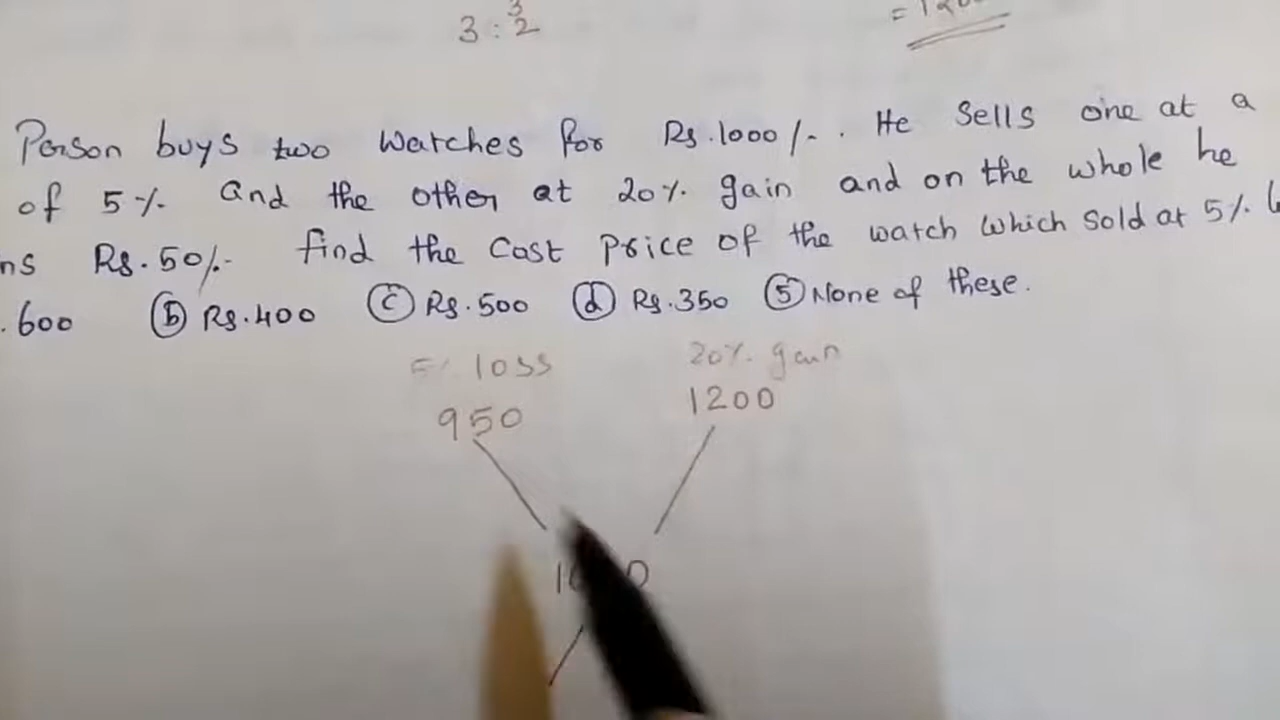 3 : 3/2
Person buys two watches for Rs.1000/-. He sells one at a
of 5% and the other at 20% gain and on the whole he
ns Rs.50/- find the cost price of the watch which sold at 5%
.600 (b) Rs.400 (c) Rs.500 (d) Rs.350 (5) None of these.
5% loss 20% gain
950 1200